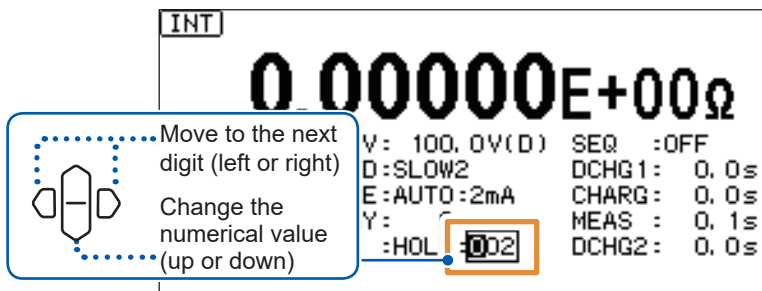 INT
0.00000E+00Ω
Move to the next
digit (left or right)
Change the
numerical value
(up or down)
V: 100.0V(D) SEQ :OFF
D:SLOW2 DCHG1: 0.0s
E:AUTO:2mA CHARG: 0.0s
Y: MEAS : 0.1s
:HOL :002 DCHG2: 0.0s